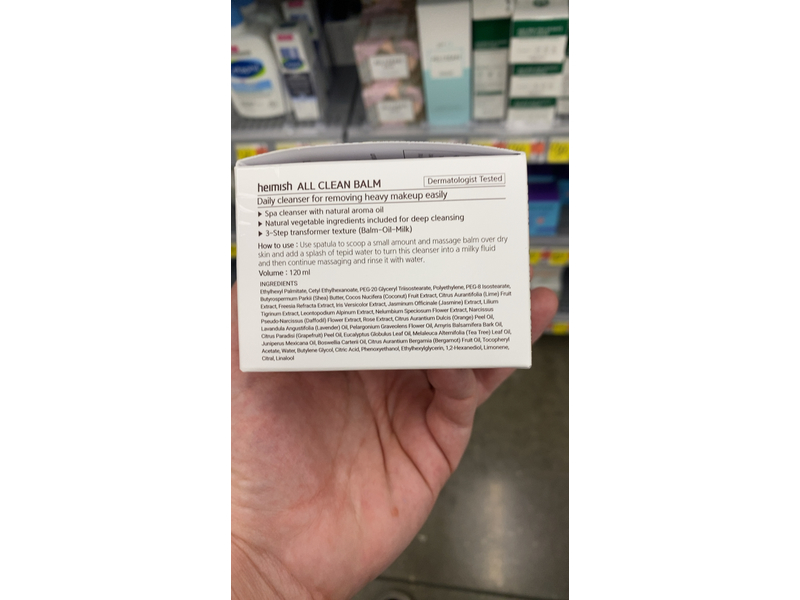 heimish ALL CLEAN BALM
Dermatologist Tested
Daily cleanser for removing heavy makeup easily
▶ Spa cleanser with natural aroma oil
▶ Natural vegetable ingredients included for deep cleansing
▶ 3-Step transformer texture (Balm-Oil-Milk)
How to use : Use spatula to scoop a small amount and massage balm over dry
skin and add a splash of tepid water to turn this cleanser into a milky fluid
and then continue massaging and rinse it with water.
Volume : 120 ml
INGREDIENTS
Ethylhexyl Palmitate, Cetyl Ethylhexanoate, PEG-20 Glyceryl Triisostearate, Polyethylene, PEG-8 Isostearate,
Butyrospermum Parkii (Shea) Butter, Cocos Nucifera (Coconut) Fruit Extract, Citrus Aurantifolia (Lime) Fruit
Extract, Freesia Refracta Extract, Iris Versicolor Extract, Jasminum Officinale (Jasmine) Extract, Lilium
Tigrinum Extract, Leontopodium Alpinum Extract, Nelumbium Speciosum Flower Extract, Narcissus
Pseudo-Narcissus (Daffodil) Flower Extract, Rose Extract, Citrus Aurantium Dulcis (Orange) Peel Oil,
Lavandula Angustifolia (Lavender) Oil, Pelargonium Graveolens Flower Oil, Amyris Balsamifera Bark Oil,
Citrus Paradisi (Grapefruit) Peel Oil, Eucalyptus Globulus Leaf Oil, Melaleuca Alternifolia (Tea Tree) Leaf Oil,
Juniperus Mexicana Oil, Boswellia Carterii Oil, Citrus Aurantium Bergamia (Bergamot) Fruit Oil, Tocopheryl
Acetate, Water, Butylene Glycol, Citric Acid, Phenoxyethanol, Ethylhexylglycerin, 1,2-Hexanediol, Limonene,
Citral, Linalool